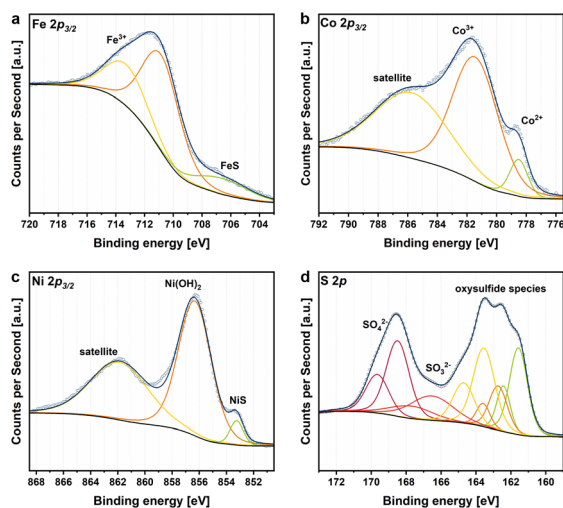 a Fe 2p3/2
Fe³⁺
FeS
Counts per Second [a.u.]
720 718 716 714 712 710 708 706 704
Binding energy [eV]
b Co 2p3/2
Co³⁺
satellite
Co²⁺
Counts per Second [a.u.]
792 790 788 786 784 782 780 778 776
Binding energy [eV]
c Ni 2p3/2
Ni(OH)₂
satellite
NiS
Counts per Second [a.u.]
868 866 864 862 860 858 856 854 852
Binding energy [eV]
d S 2p
oxysulfide species
SO₄²⁻
SO₃²⁻
Counts per Second [a.u.]
172 170 168 166 164 162 160
Binding energy [eV]